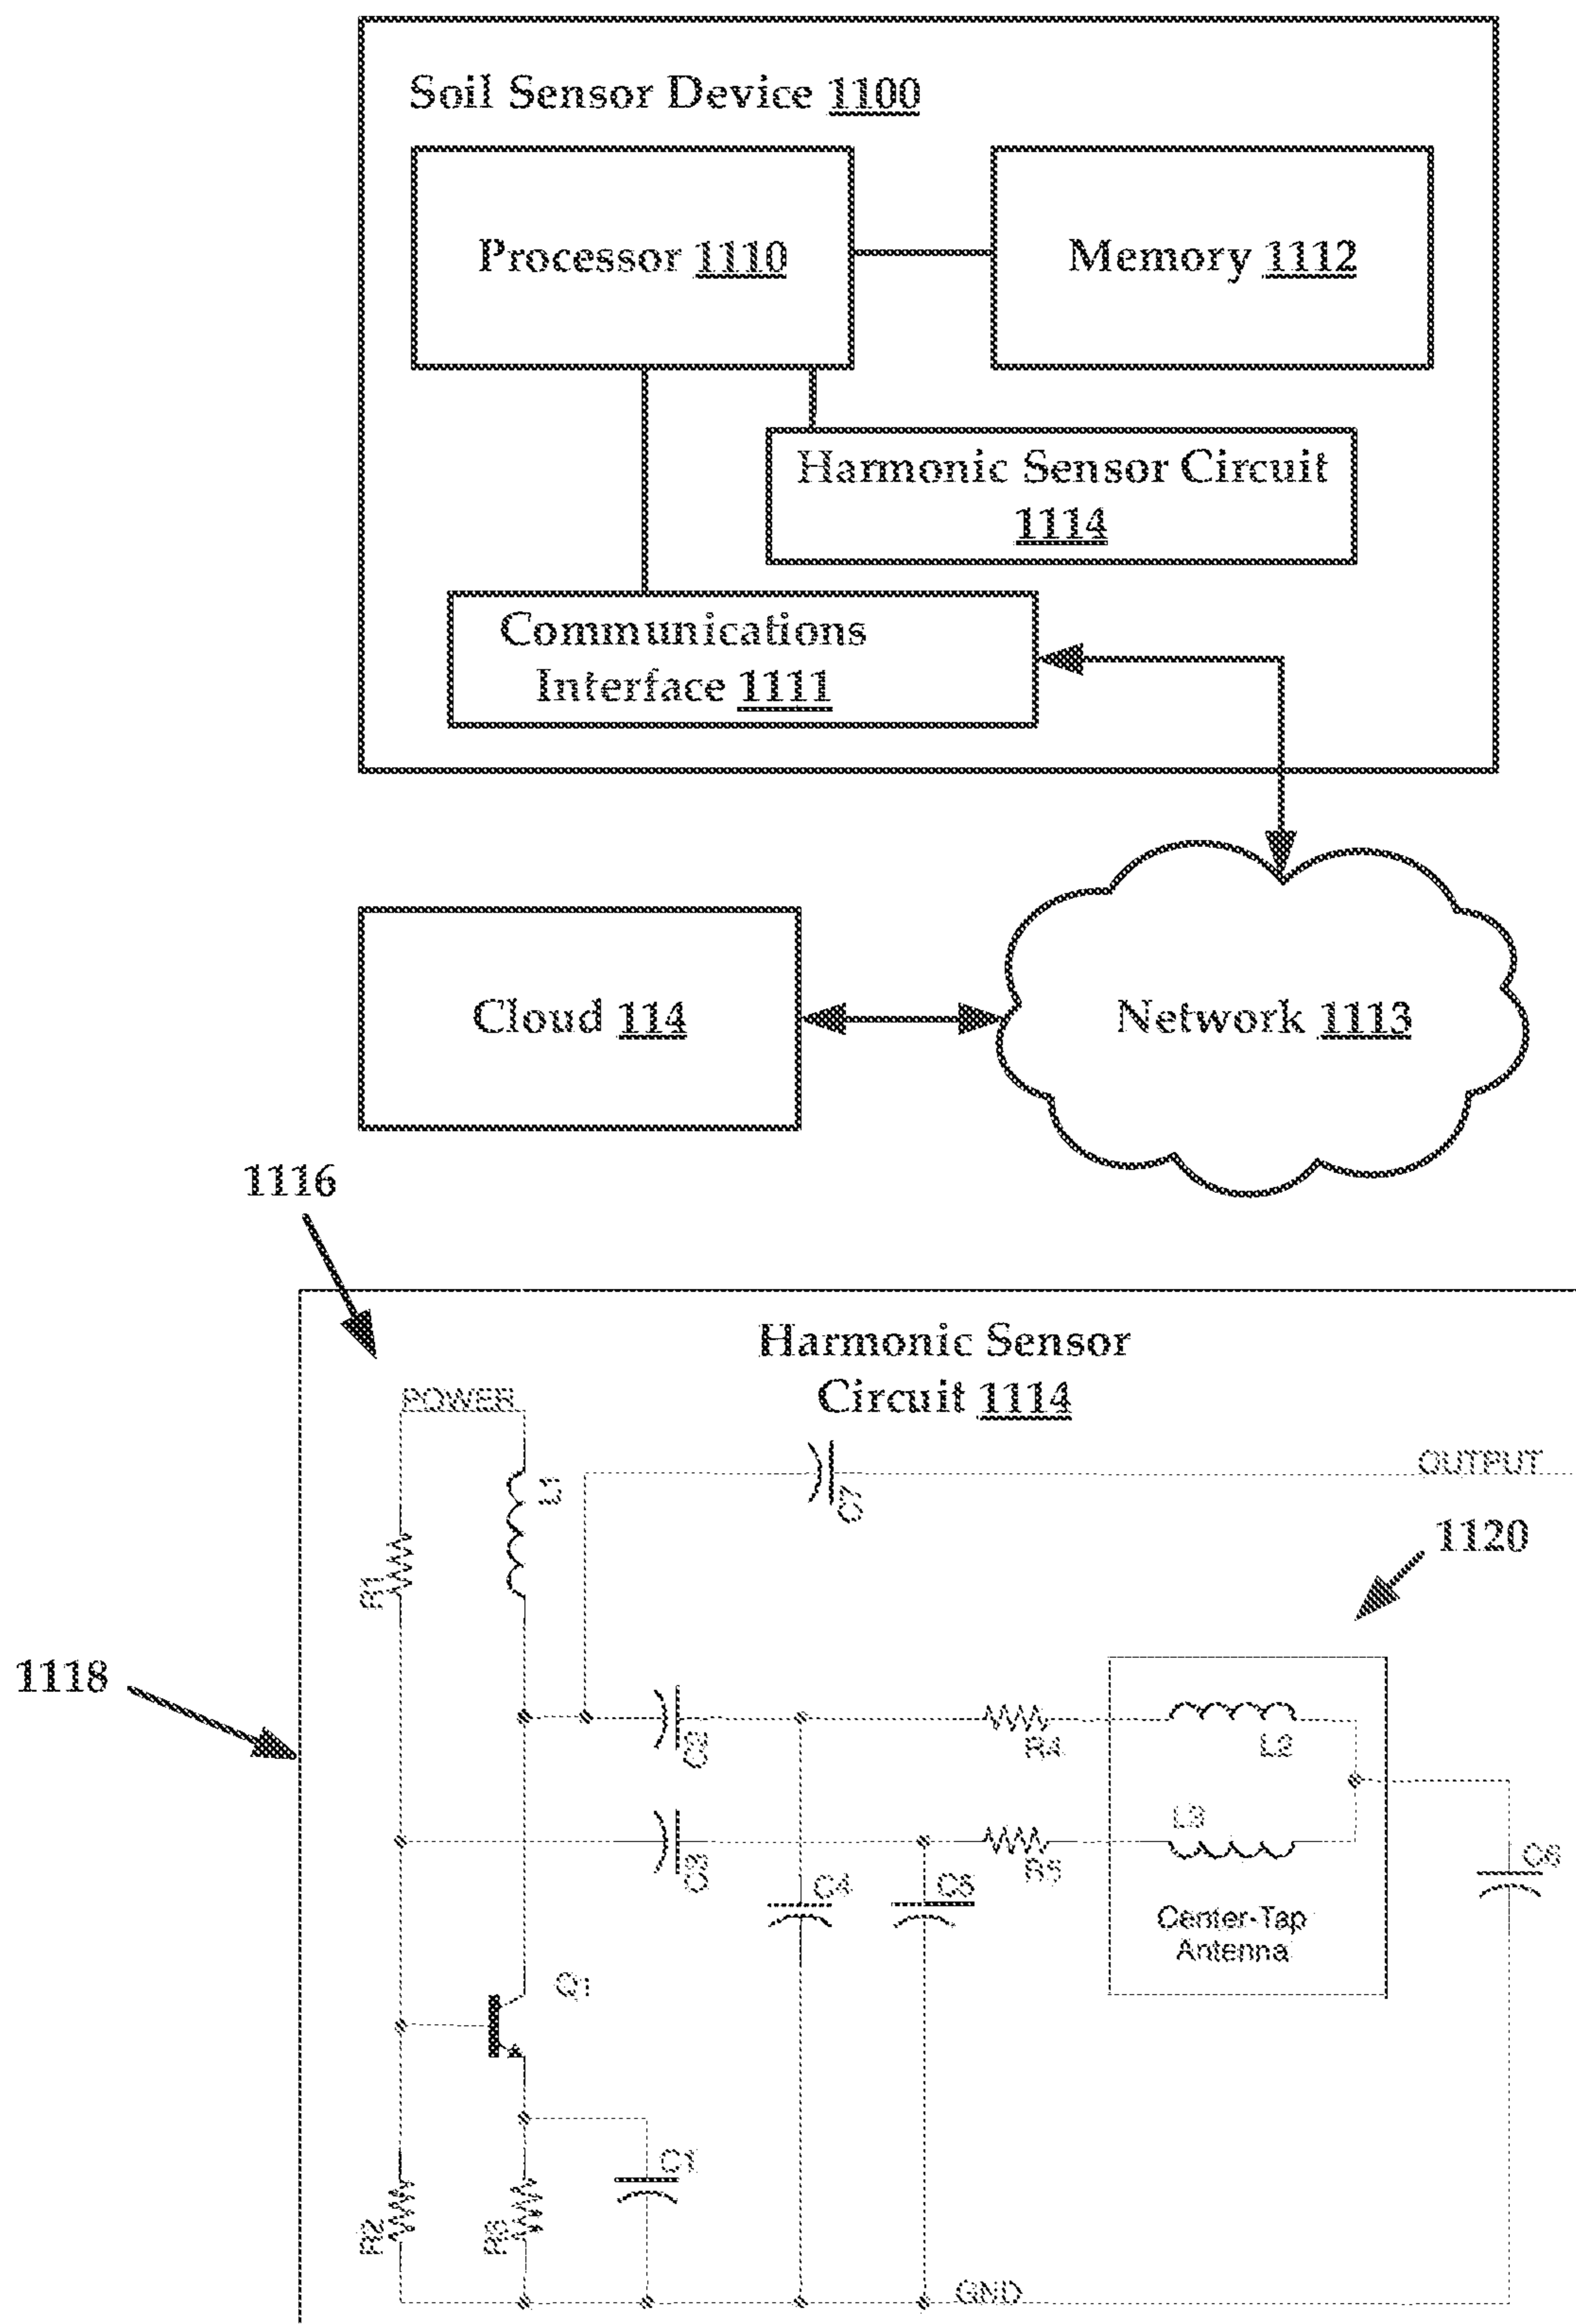 Soil Sensor Device 1100
Processor 1110
Memory 1112
Harmonic Sensor Circuit
1114
Communications
Interface 1111
Cloud 114
Network 1113
1116
Harmonic Sensor
Circuit 1114
POWER
L1
C7
OUTPUT
1120
R1
1118
C2
R4
L2
L3
C3
R5
C4
C5
C6
Center-Tap
Antenna
Q1
C1
R2
R3
GND